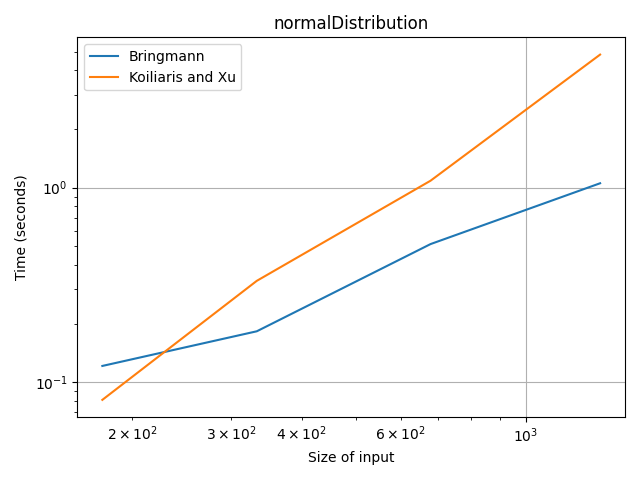 normalDistribution
Bringmann
Koiliaris and Xu
Time (seconds)
10⁰
10⁻¹
2 × 10² 3 × 10² 4 × 10² 6 × 10² 10³
Size of input